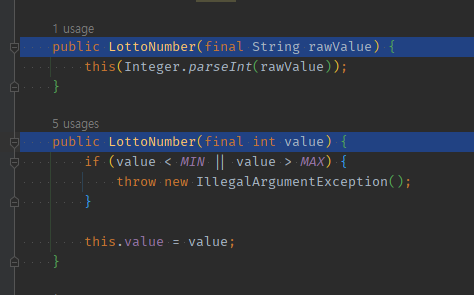 1 usage
public LottoNumber(final String rawValue) {
this(Integer.parseInt(rawValue));
}
5 usages
public LottoNumber(final int value) {
if (value < MIN || value > MAX) {
throw new IllegalArgumentException();
}
this.value = value;
}